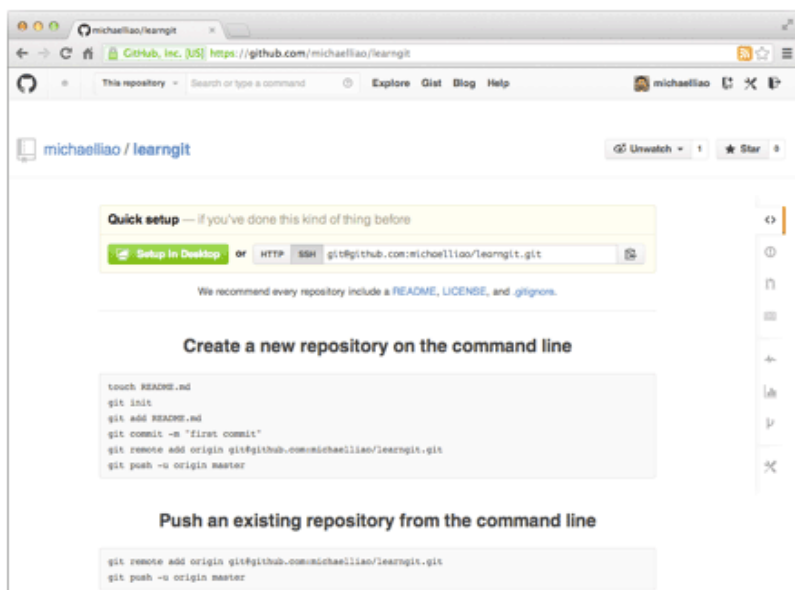 michaelliao/learngit
GitHub, Inc. [US] https://github.com/michaelliao/learngit
This repository Search or type a command Explore Gist Blog Help michaelliao
michaelliao / learngit Unwatch 1 Star 0
Quick setup — if you've done this kind of thing before
Setup in Desktop or HTTP SSH git@github.com:michaelliao/learngit.git
We recommend every repository include a README, LICENSE, and .gitignore.
Create a new repository on the command line
touch README.md
git init
git add README.md
git commit -m "first commit"
git remote add origin git@github.com:michaelliao/learngit.git
git push -u origin master
Push an existing repository from the command line
git remote add origin git@github.com:michaelliao/learngit.git
git push -u origin master